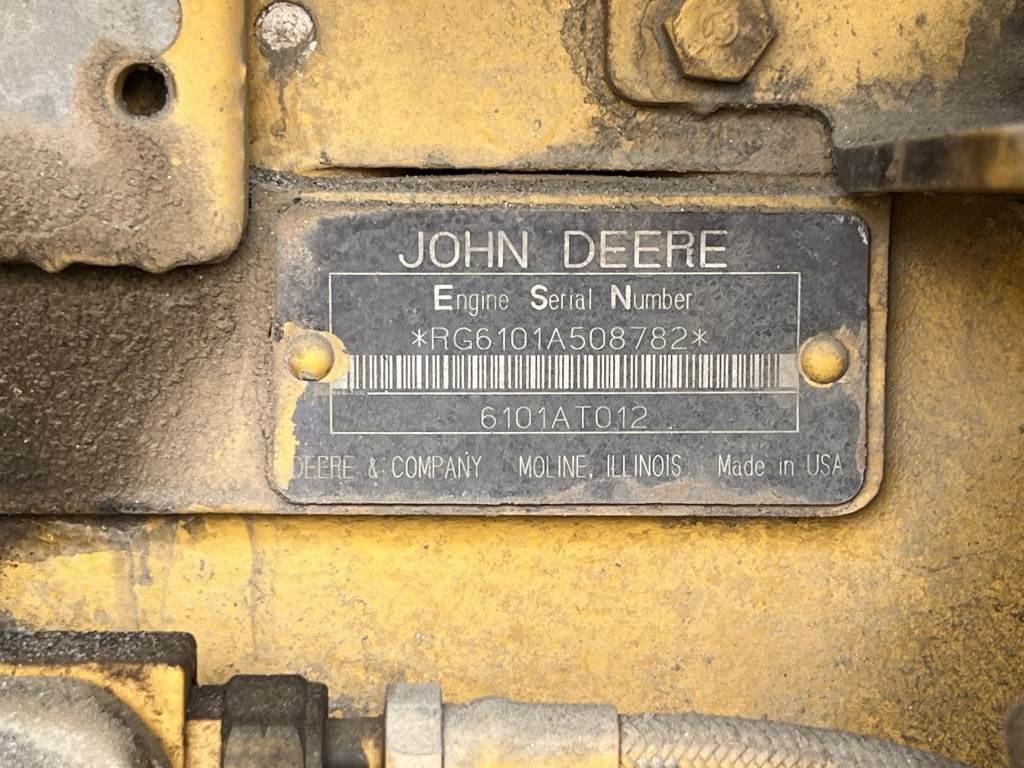 JOHN DEERE
Engine Serial Number
*RG6101A508782*
6101AT012
DEERE & COMPANY MOLINE, ILLINOIS Made in USA